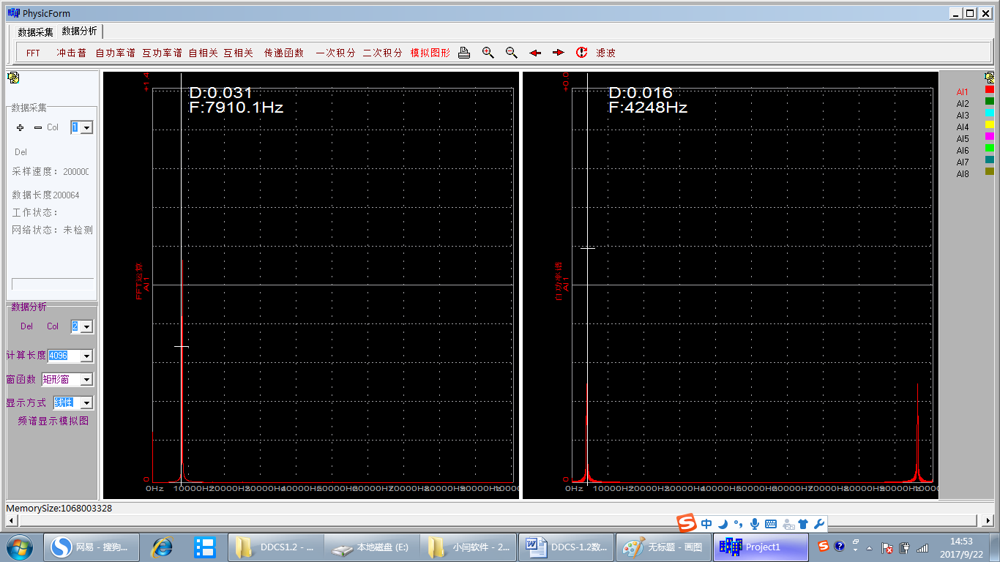 PhysicForm
数据采集 数据分析
FFT 冲击普 自功率谱 互功率谱 自相关 互相关 传递函数 一次积分 二次积分 模拟图形 滤波
数据采集
Col 1
Del
采样速度：200000
数据长度200064
工作状态：
网络状态：未检测
数据分析
Del Col 2
计算长度 4096
窗函数 矩形窗
显示方式 线性
频谱显示模拟图
+1.4
D:0.031
F:7910.1Hz
FFT运算
AI1
0
0Hz 10000Hz 20000Hz 30000Hz 40000Hz 50000Hz 60000Hz 70000Hz 80000Hz 90000Hz 10000
+0.0
D:0.016
F:4248Hz
自功率谱
AI1
0
0Hz 10000Hz 20000Hz 30000Hz 40000Hz 50000Hz 60000Hz 70000Hz 80000Hz 90000Hz 1000
AI1
AI2
AI3
AI4
AI5
AI6
AI7
AI8
MemorySize:1068003328
中
网易 - 搜狗... DDCS1.2 - ... 本地磁盘 (E:) 小闫软件 - 2... DDCS-1.2数... 无标题 - 画图 Project1
14:53
2017/9/22